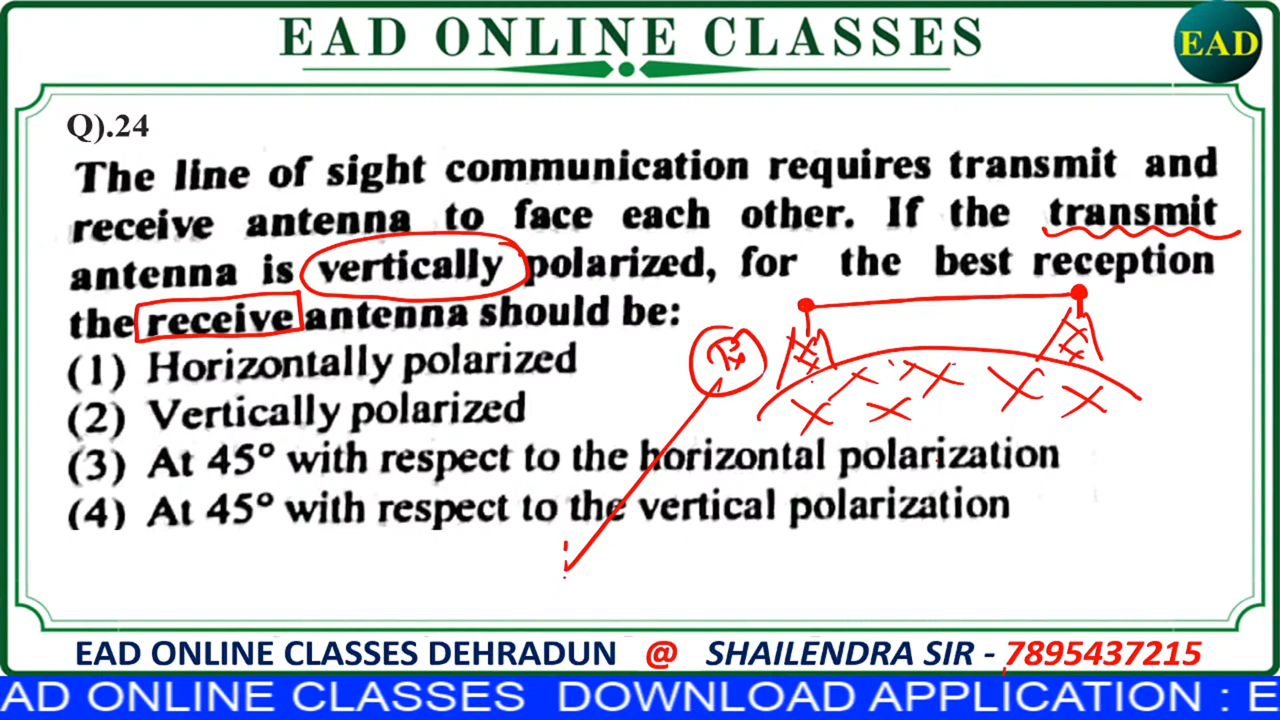 EAD ONLINE CLASSES
EAD
Q).24
The line of sight communication requires transmit and
receive antenna to face each other. If the transmit
antenna is vertically polarized, for the best reception
the receive antenna should be:
(1) Horizontally polarized
(2) Vertically polarized
(3) At 45° with respect to the horizontal polarization
(4) At 45° with respect to the vertical polarization
EAD ONLINE CLASSES DEHRADUN @ SHAILENDRA SIR - 7895437215
AD ONLINE CLASSES DOWNLOAD APPLICATION : E